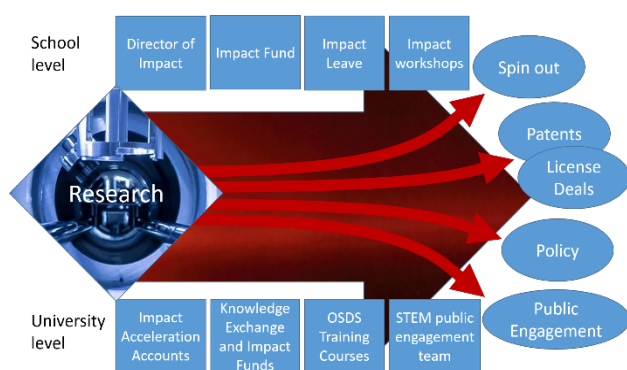 School
level
Director of
Impact
Impact Fund
Impact
Leave
Impact
workshops
Spin out
Patents
License
Deals
Research
Policy
Public
Engagement
University
level
Impact
Acceleration
Accounts
Knowledge
Exchange
and Impact
Funds
OSDS
Training
Courses
STEM public
engagement
team